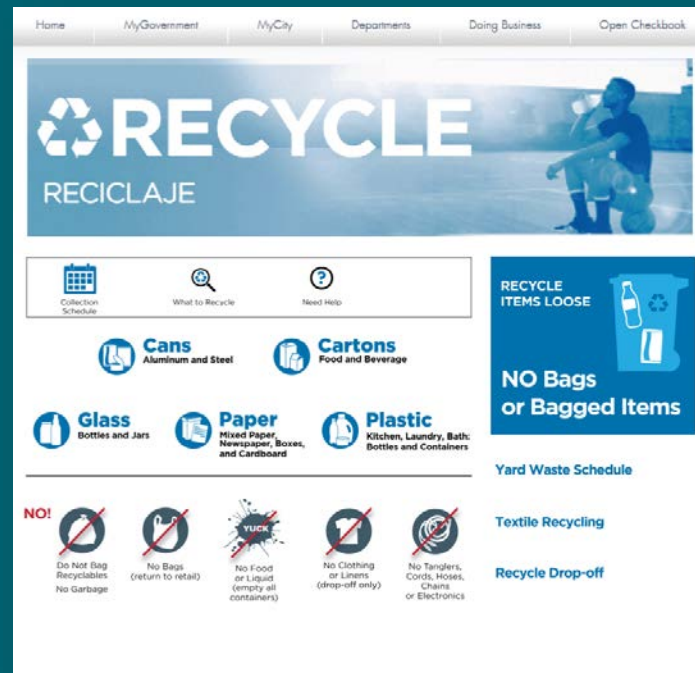 Home MyGovernment MyCity Departments Doing Business Open Checkbook
RECYCLE
RECICLAJE
Collection
Schedule
What to Recycle
Need Help
RECYCLE
ITEMS LOOSE
NO Bags
or Bagged Items
Cans
Aluminum and Steel
Cartons
Food and Beverage
Glass
Bottles and Jars
Paper
Mixed Paper,
Newspaper, Boxes,
and Cardboard
Plastic
Kitchen, Laundry, Bath:
Bottles and Containers
Yard Waste Schedule
Textile Recycling
Recycle Drop-off
NO!
Do Not Bag
Recyclables
No Garbage
No Bags
(return to retail)
YUCK
No Food
or Liquid
(empty all
containers)
No Clothing
or Linens
(drop-off only)
No Tanglers,
Cords, Hoses,
Chains
or Electronics